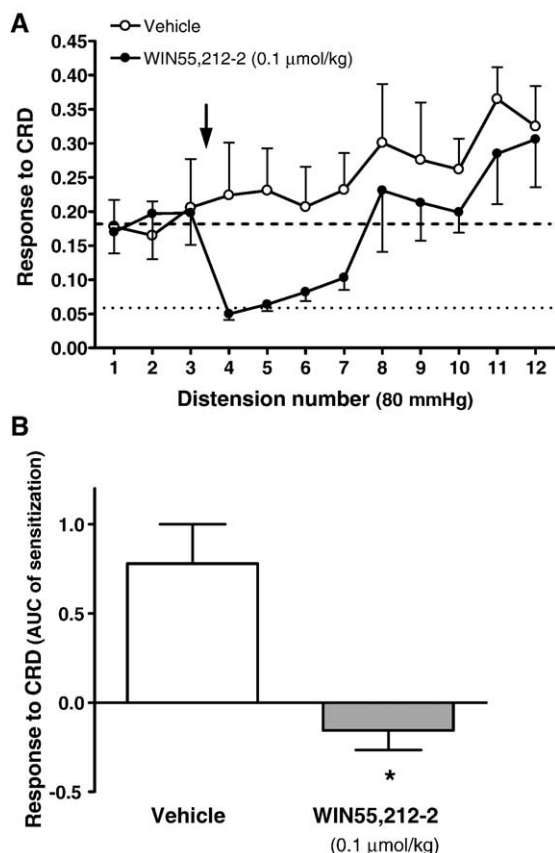 A
Vehicle
WIN55,212-2 (0.1 µmol/kg)
Response to CRD
0.45
0.40
0.35
0.30
0.25
0.20
0.15
0.10
0.05
0.00
1 2 3 4 5 6 7 8 9 10 11 12
Distension number (80 mmHg)
B
Response to CRD (AUC of sensitization)
1.0
0.5
0.0
-0.5
*
Vehicle WIN55,212-2
(0.1 µmol/kg)